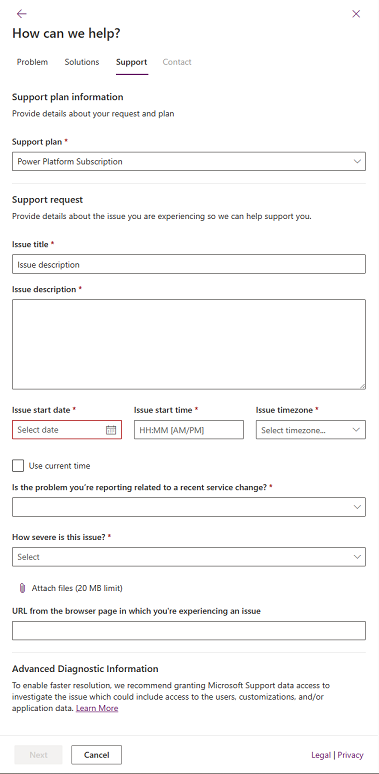 How can we help?
Problem Solutions Support Contact
Support plan information
Provide details about your request and plan
Support plan *
Power Platform Subscription
Support request
Provide details about the issue you are experiencing so we can help support you.
Issue title *
Issue description
Issue description *
Issue start date * Issue start time * Issue timezone *
Select date HH:MM [AM/PM] Select timezone...
Use current time
Is the problem you're reporting related to a recent service change? *
How severe is this issue? *
Select
Attach files (20 MB limit)
URL from the browser page in which you're experiencing an issue
Advanced Diagnostic Information
To enable faster resolution, we recommend granting Microsoft Support data access to
investigate the issue which could include access to the users. customizations, and/or
application data. Learn More
Next Cancel Legal | Privacy